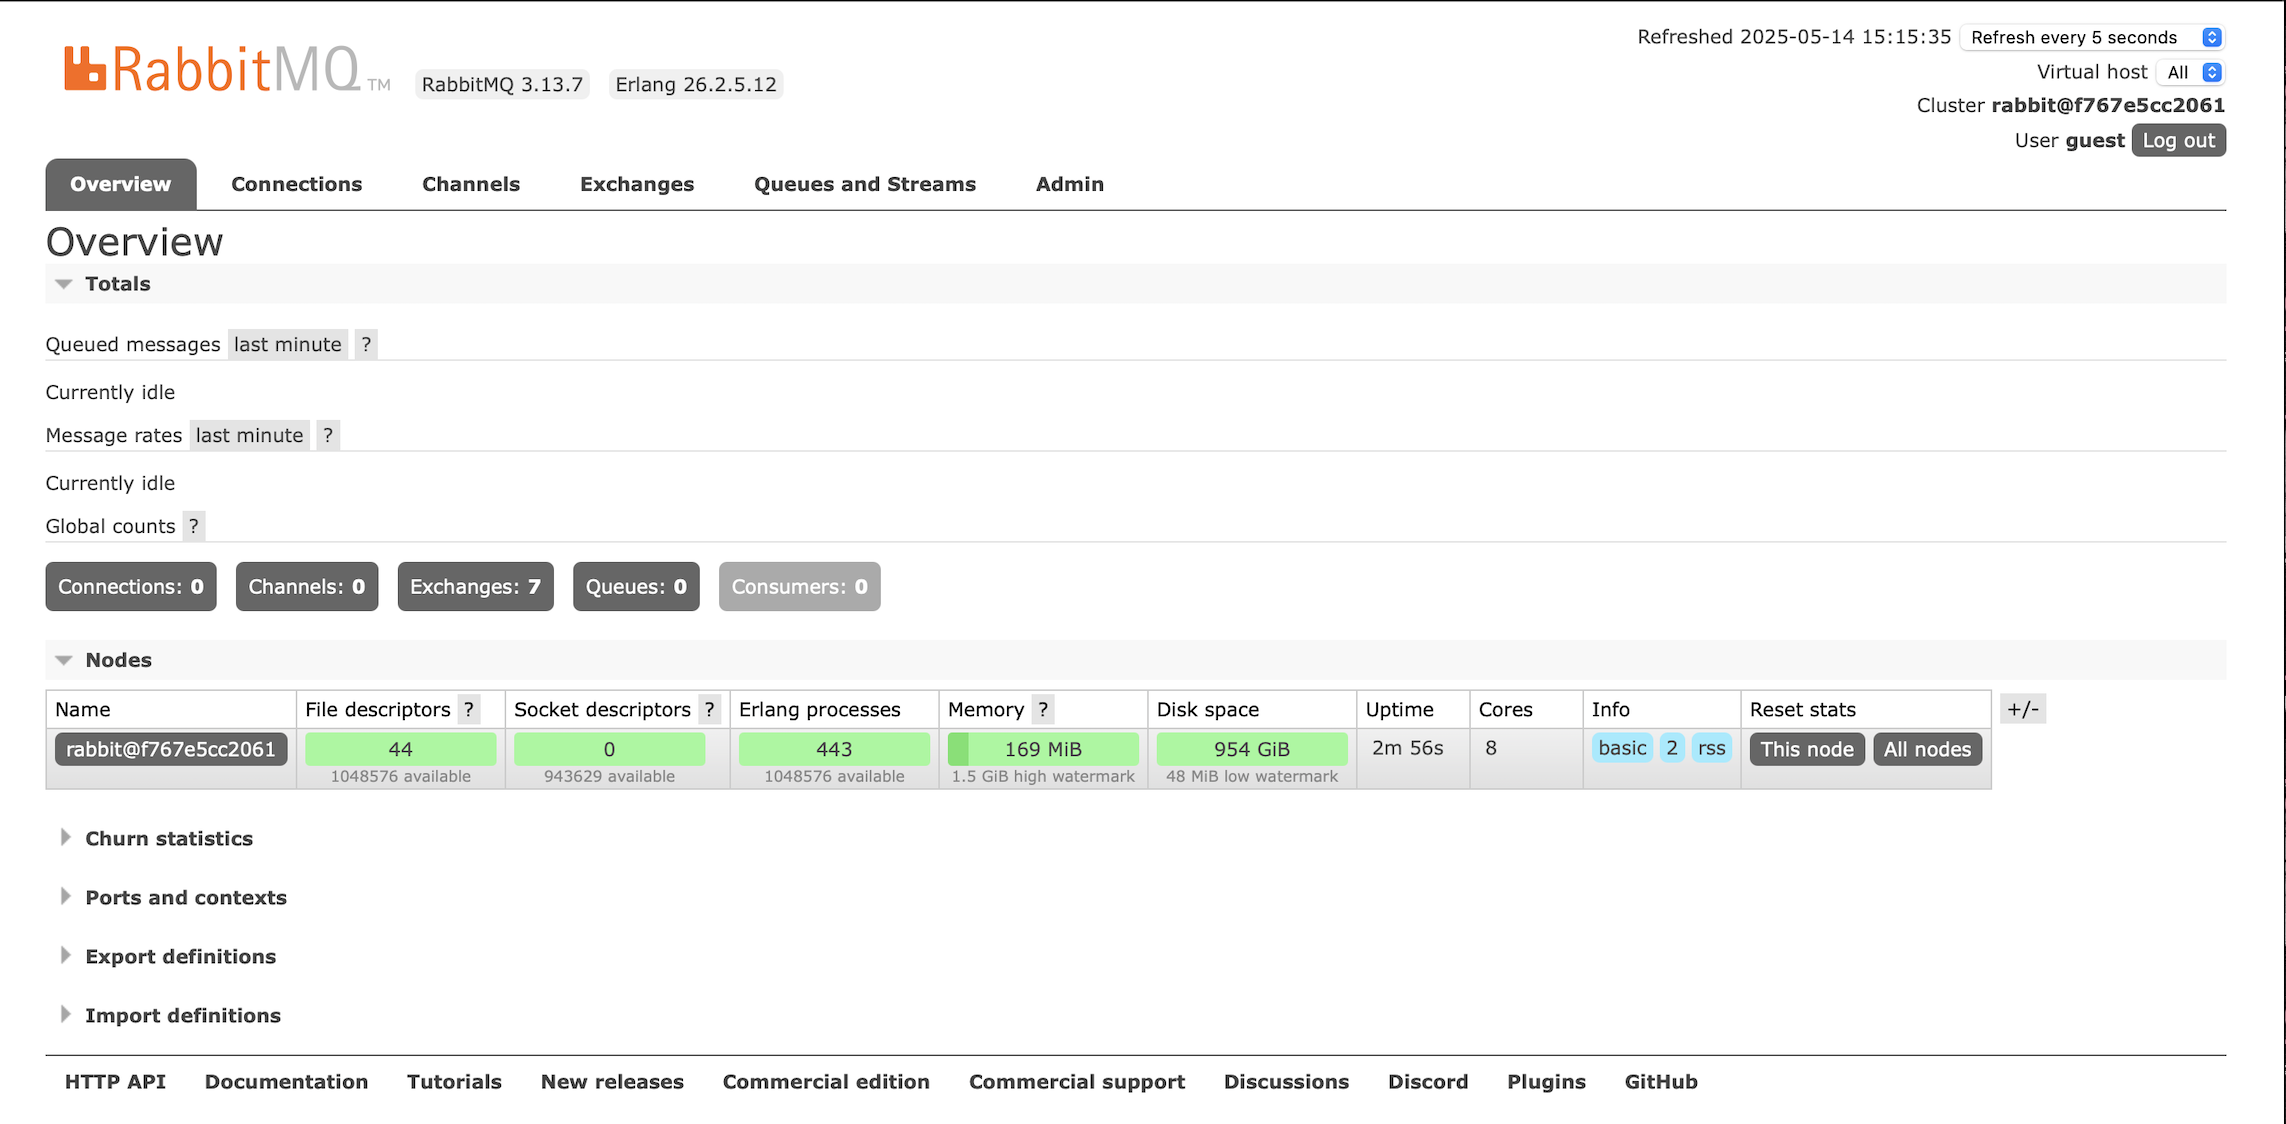 RabbitMQ TM RabbitMQ 3.13.7 Erlang 26.2.5.12
Refreshed 2025-05-14 15:15:35 Refresh every 5 seconds
Virtual host All
Cluster rabbit@f767e5cc2061
User guest Log out
Overview Connections Channels Exchanges Queues and Streams Admin
Overview
Totals
Queued messages last minute ?
Currently idle
Message rates last minute ?
Currently idle
Global counts ?
Connections: 0 Channels: 0 Exchanges: 7 Queues: 0 Consumers: 0
Nodes
Name File descriptors ? Socket descriptors ? Erlang processes Memory ? Disk space Uptime Cores Info Reset stats +/-
rabbit@f767e5cc2061 44 0 443 169 MiB 954 GiB 2m 56s 8 basic 2 rss This node All nodes
1048576 available 943629 available 1048576 available 1.5 GiB high watermark 48 MiB low watermark
Churn statistics
Ports and contexts
Export definitions
Import definitions
HTTP API Documentation Tutorials New releases Commercial edition Commercial support Discussions Discord Plugins GitHub